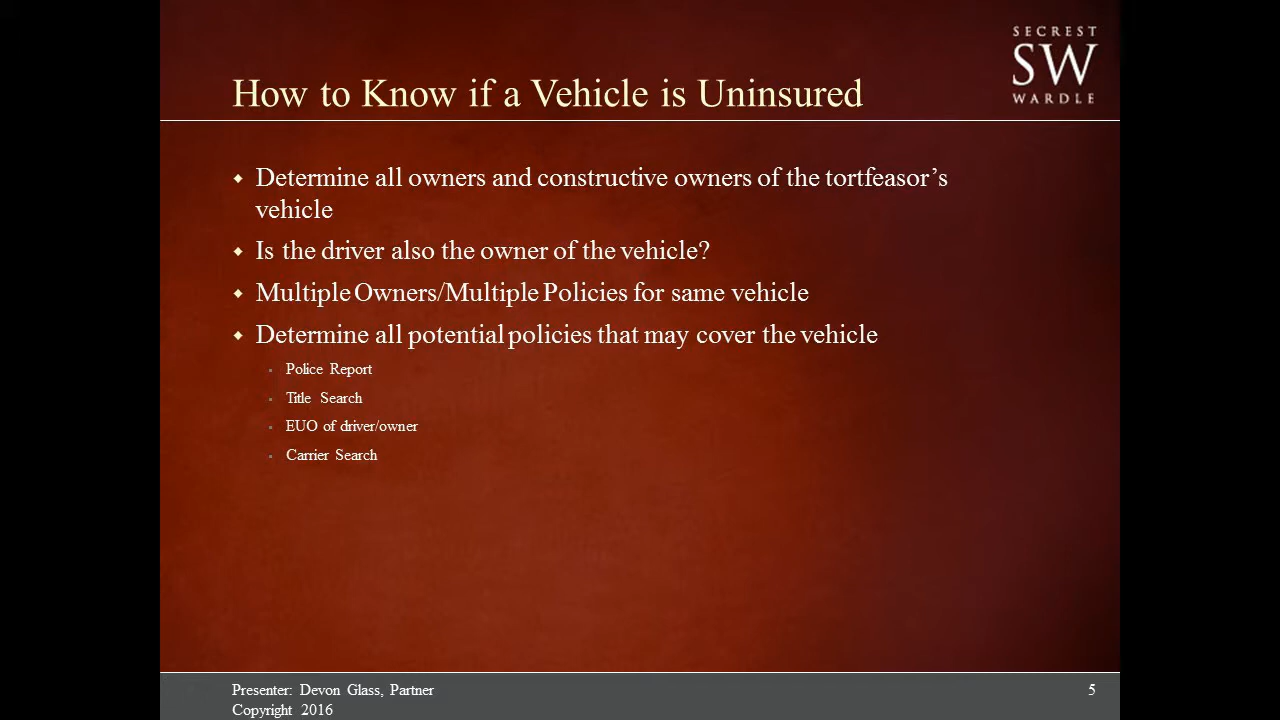 SECREST
SW
WARDLE
How to Know if a Vehicle is Uninsured
Determine all owners and constructive owners of the tortfeasor’s
vehicle
Is the driver also the owner of the vehicle?
Multiple Owners/Multiple Policies for same vehicle
Determine all potential policies that may cover the vehicle
Police Report
Title Search
EUO of driver/owner
Carrier Search
Presenter: Devon Glass, Partner
Copyright 2016
5